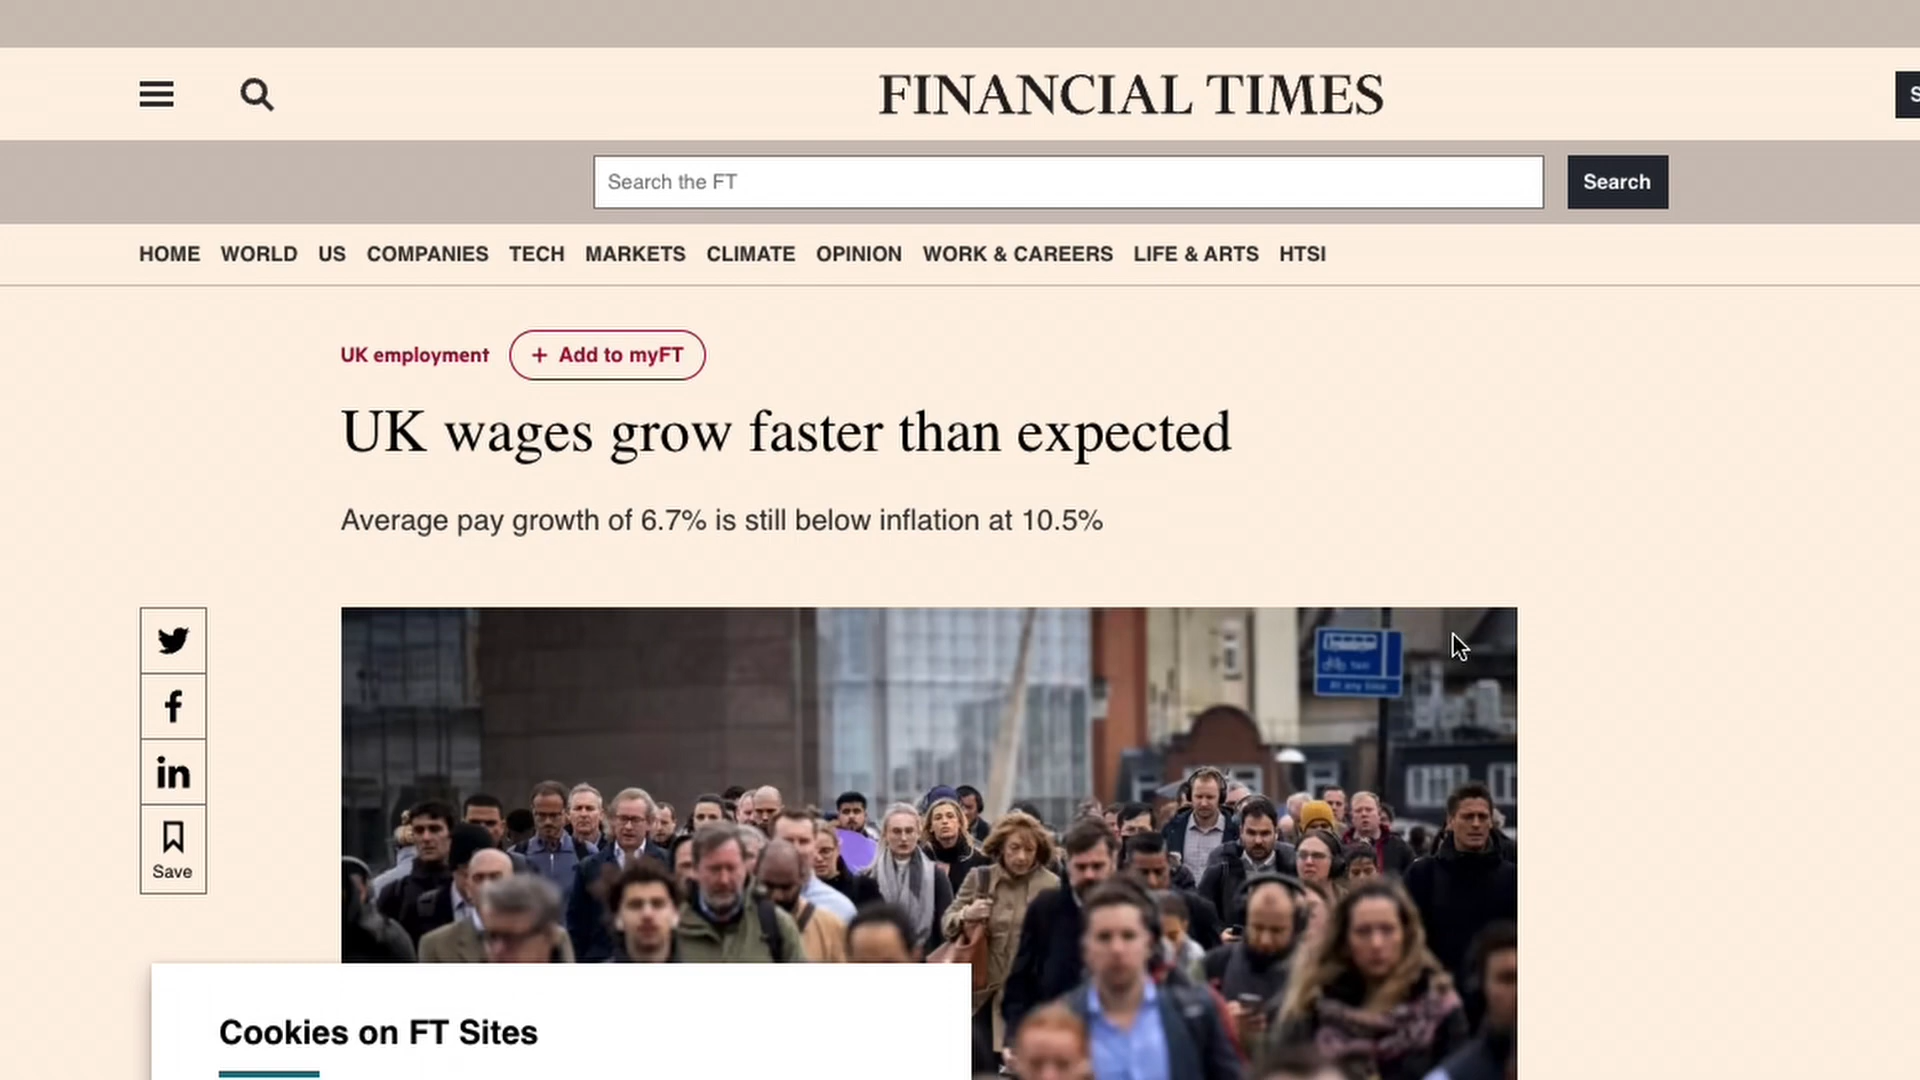 FINANCIAL TIMES
S
Search the FT
Search
HOME WORLD US COMPANIES TECH MARKETS CLIMATE OPINION WORK & CAREERS LIFE & ARTS HTSI
UK employment
+ Add to myFT
UK wages grow faster than expected
Average pay growth of 6.7% is still below inflation at 10.5%
Save
Cookies on FT Sites